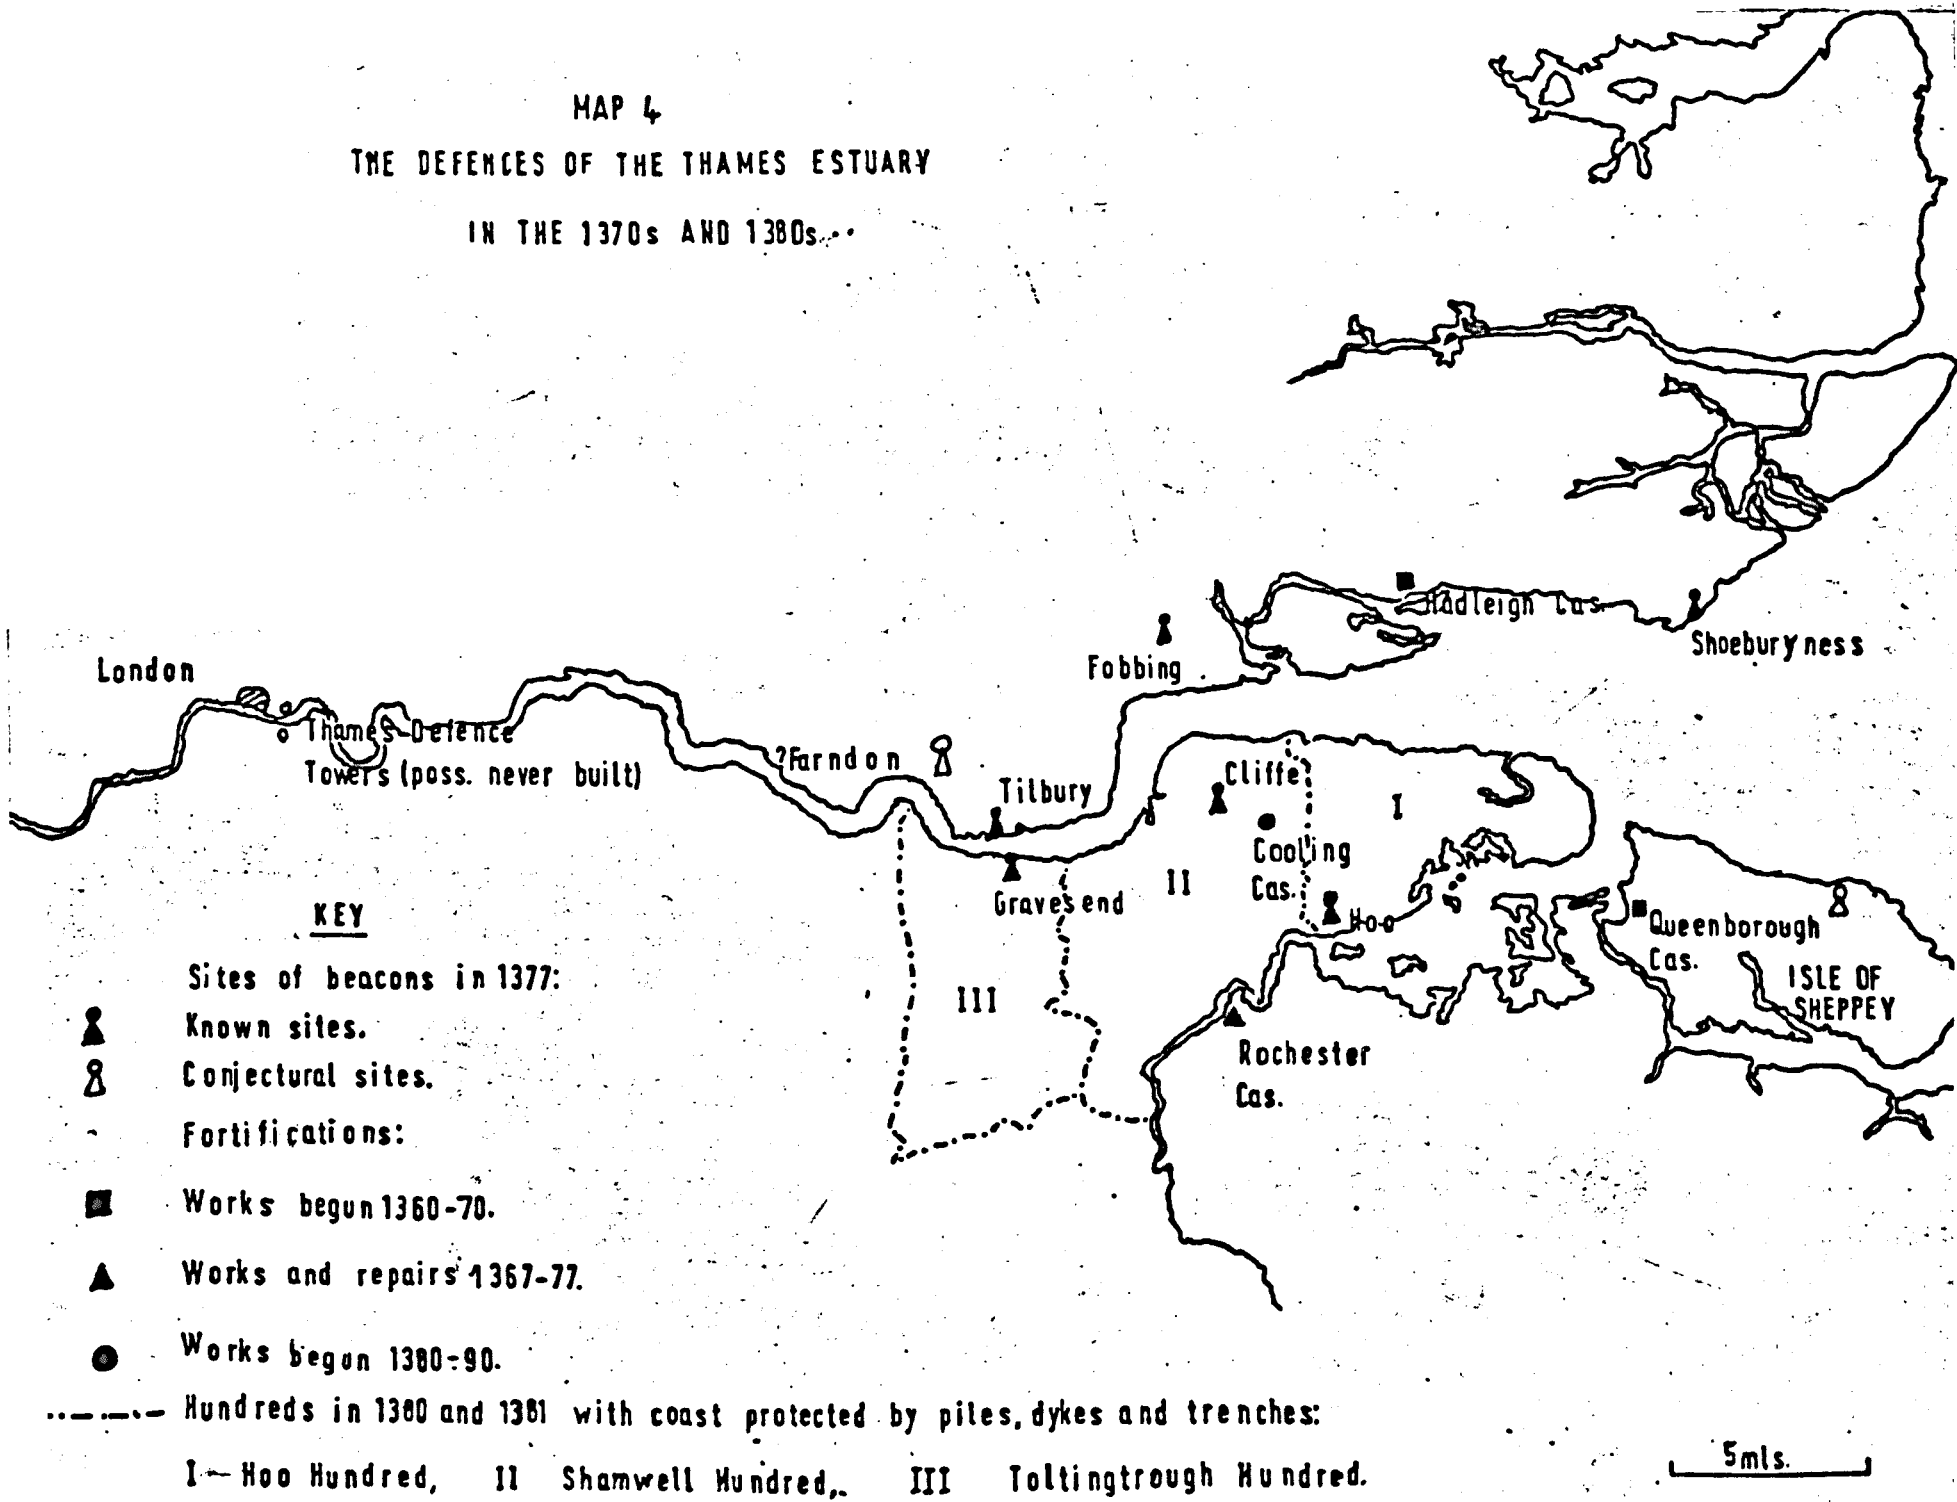 MAP 4
THE DEFENCES OF THE THAMES ESTUARY
IN THE 1370s AND 1380s
Hadleigh Cas.
Shoeburyness
Fobbing
London
Thames Defence
Towers (poss. never built)
?Farndon
Tilbury
Cliffe
I
Cooling
Cas.
II
Gravesend
Hoo
Queenborough
Cas.
ISLE OF
SHEPPEY
III
Rochester
Cas.
KEY
Sites of beacons in 1377:
Known sites.
Conjectural sites.
Fortifications:
Works begun 1360-70.
Works and repairs 1367-77.
Works begun 1380-90.
Hundreds in 1380 and 1381 with coast protected by piles, dykes and trenches:
I - Hoo Hundred, II Shamwell Hundred, III Toltingtrough Hundred.
5mls.